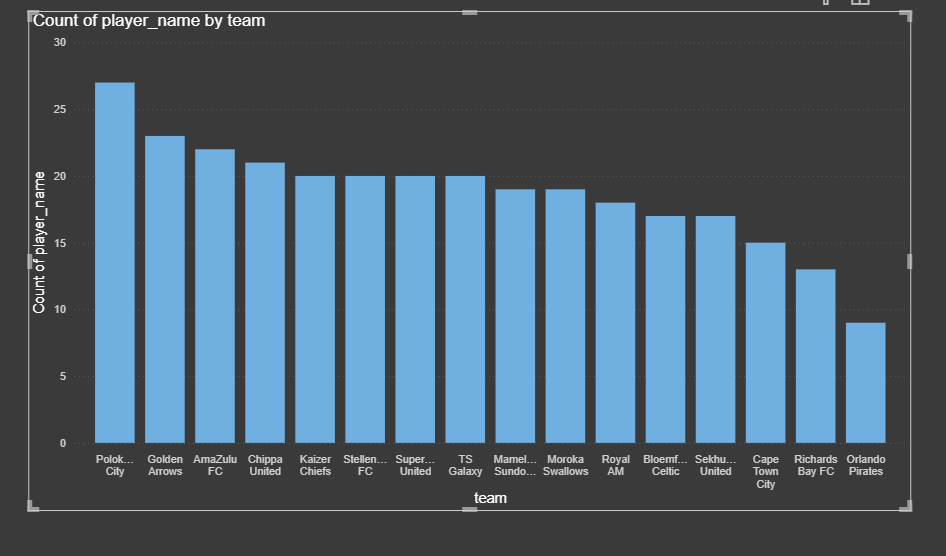 Count of player_name by team
30
25
20
15
10
5
0
Count of player_name
Polok...
City
Golden
Arrows
AmaZulu
FC
Chippa
United
Kaizer
Chiefs
Stellen...
FC
Super...
United
TS
Galaxy
Mamel...
Sundo...
Moroka
Swallows
Royal
AM
Bloemf...
Celtic
Sekhu...
United
Cape
Town
City
Richards
Bay FC
Orlando
Pirates
team